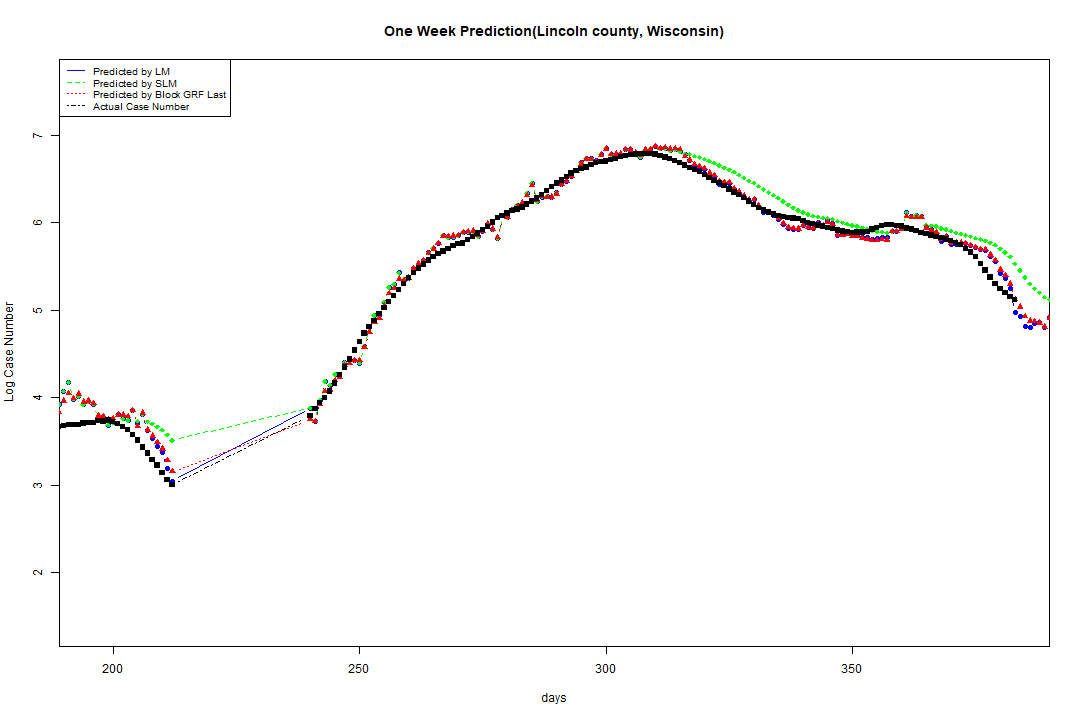 One Week Prediction(Lincoln county, Wisconsin)
Predicted by LM
Predicted by SLM
Predicted by Block GRF Last
Actual Case Number
Log Case Number
7
6
5
4
3
2
200 250 300 350
days